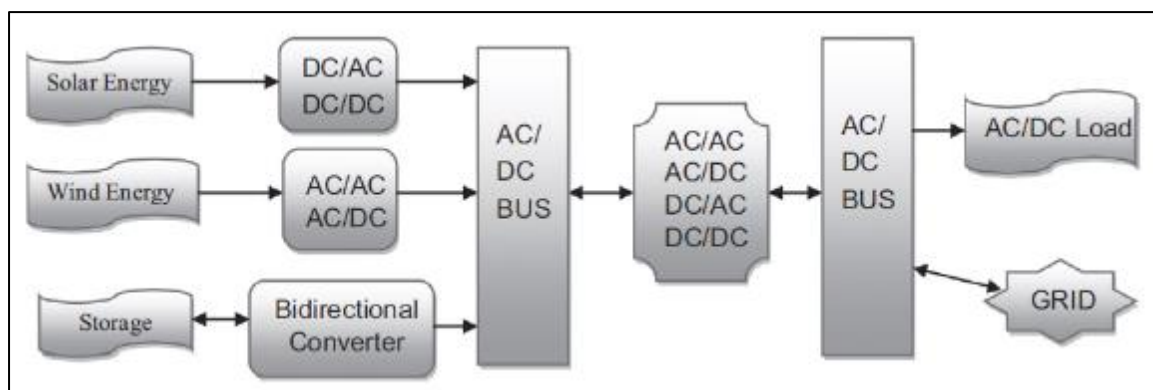 Solar Energy
DC/AC
DC/DC
Wind Energy
AC/AC
AC/DC
Storage
Bidirectional
Converter
AC/
DC
BUS
AC/AC
AC/DC
DC/AC
DC/DC
AC/
DC
BUS
AC/DC Load
GRID